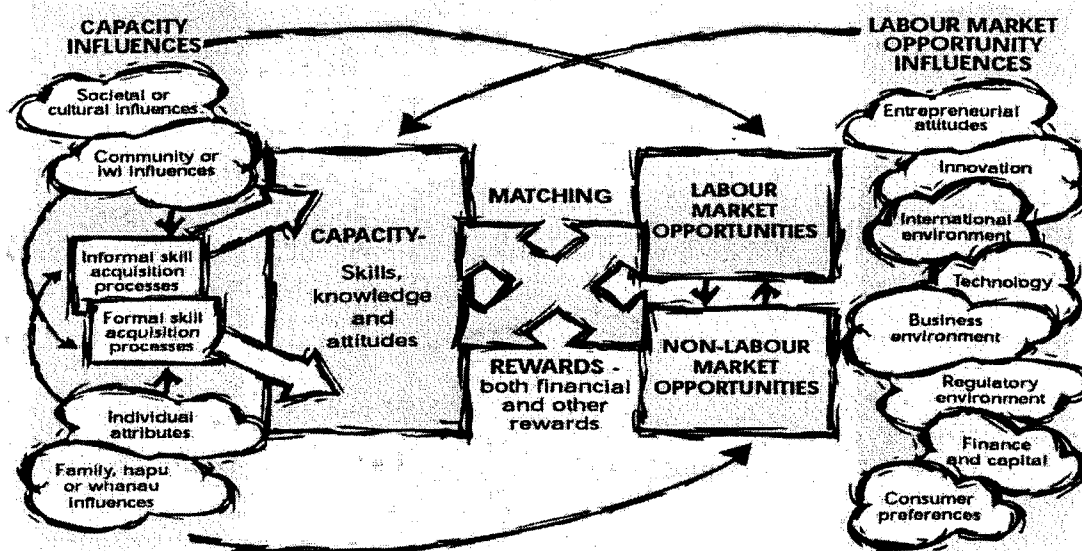 CAPACITY
INFLUENCES
Societal or
cultural influences
Community or
iwi influences
Informal skill
acquisition
processes
Formal skill
acquisition
processes
Individual
attributes
Family, hapu
or whanau
influences
CAPACITY-
Skills,
knowledge
and
attitudes
MATCHING
REWARDS -
both financial
and other
rewards
LABOUR
MARKET
OPPORTUNITIES
NON-LABOUR
MARKET
OPPORTUNITIES
LABOUR MARKET
OPPORTUNITY
INFLUENCES
Entrepreneurial
attitudes
Innovation
International
environment
Technology
Business
environment
Regulatory
environment
Finance
and capital
Consumer
preferences